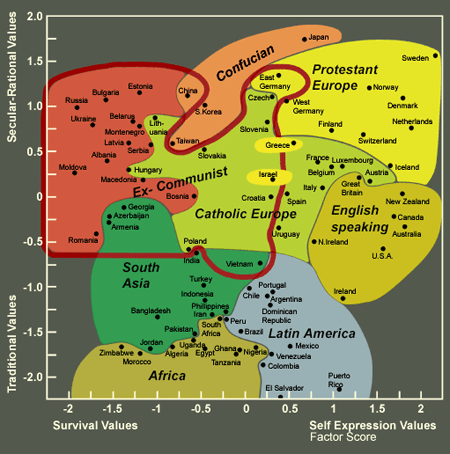 2.0
Japan
Sweden
Confucian
Protestant
Europe
East
Germany
1.5
Bulgaria
Estonia
China
Norway
Russia
Czech
West
Germany
Denmark
1.0
S.Korea
Ukraine
Belarus
Lith-
uania
Slovenia
Finland
Netherlands
Montenegro
Switzerland
Latvia
Serbia
Taiwan
Greece
0.5
Slovakia
France
Luxembourg
Iceland
Albania
Moldova
Hungary
Belgium
Austria
Macedonia
Ex- Communist
Israel
Great
Britain
0
Bosnia
Italy
New Zealand
Croatia
Spain
Georgia
Catholic Europe
English
speaking
Azerbaijan
Canada
Armenia
Uruguay
Australia
-0.5
Romania
Poland
N.Ireland
India
U.S.A.
South
Asia
Vietnam
-1.0
Turkey
Portugal
Ireland
Indonesia
Chile
Argentina
Phillippines
Dominican
Republic
Bangladesh
Iran
South
Africa
Peru
-1.5
Pakistan
Brazil
Latin America
Zimbabwe
Jordan
Algeria
Uganda
Ghana
Nigeria
Mexico
Morocco
Egypt
Tanzania
Venezuela
Africa
Colombia
-2.0
El Salvador
Puerto
Rico
Secular-Rational Values
Traditional Values
-2
-1.5
-1
-0.5
0
0.5
1
1.5
2
Survival Values
Self Expression Values
Factor Score